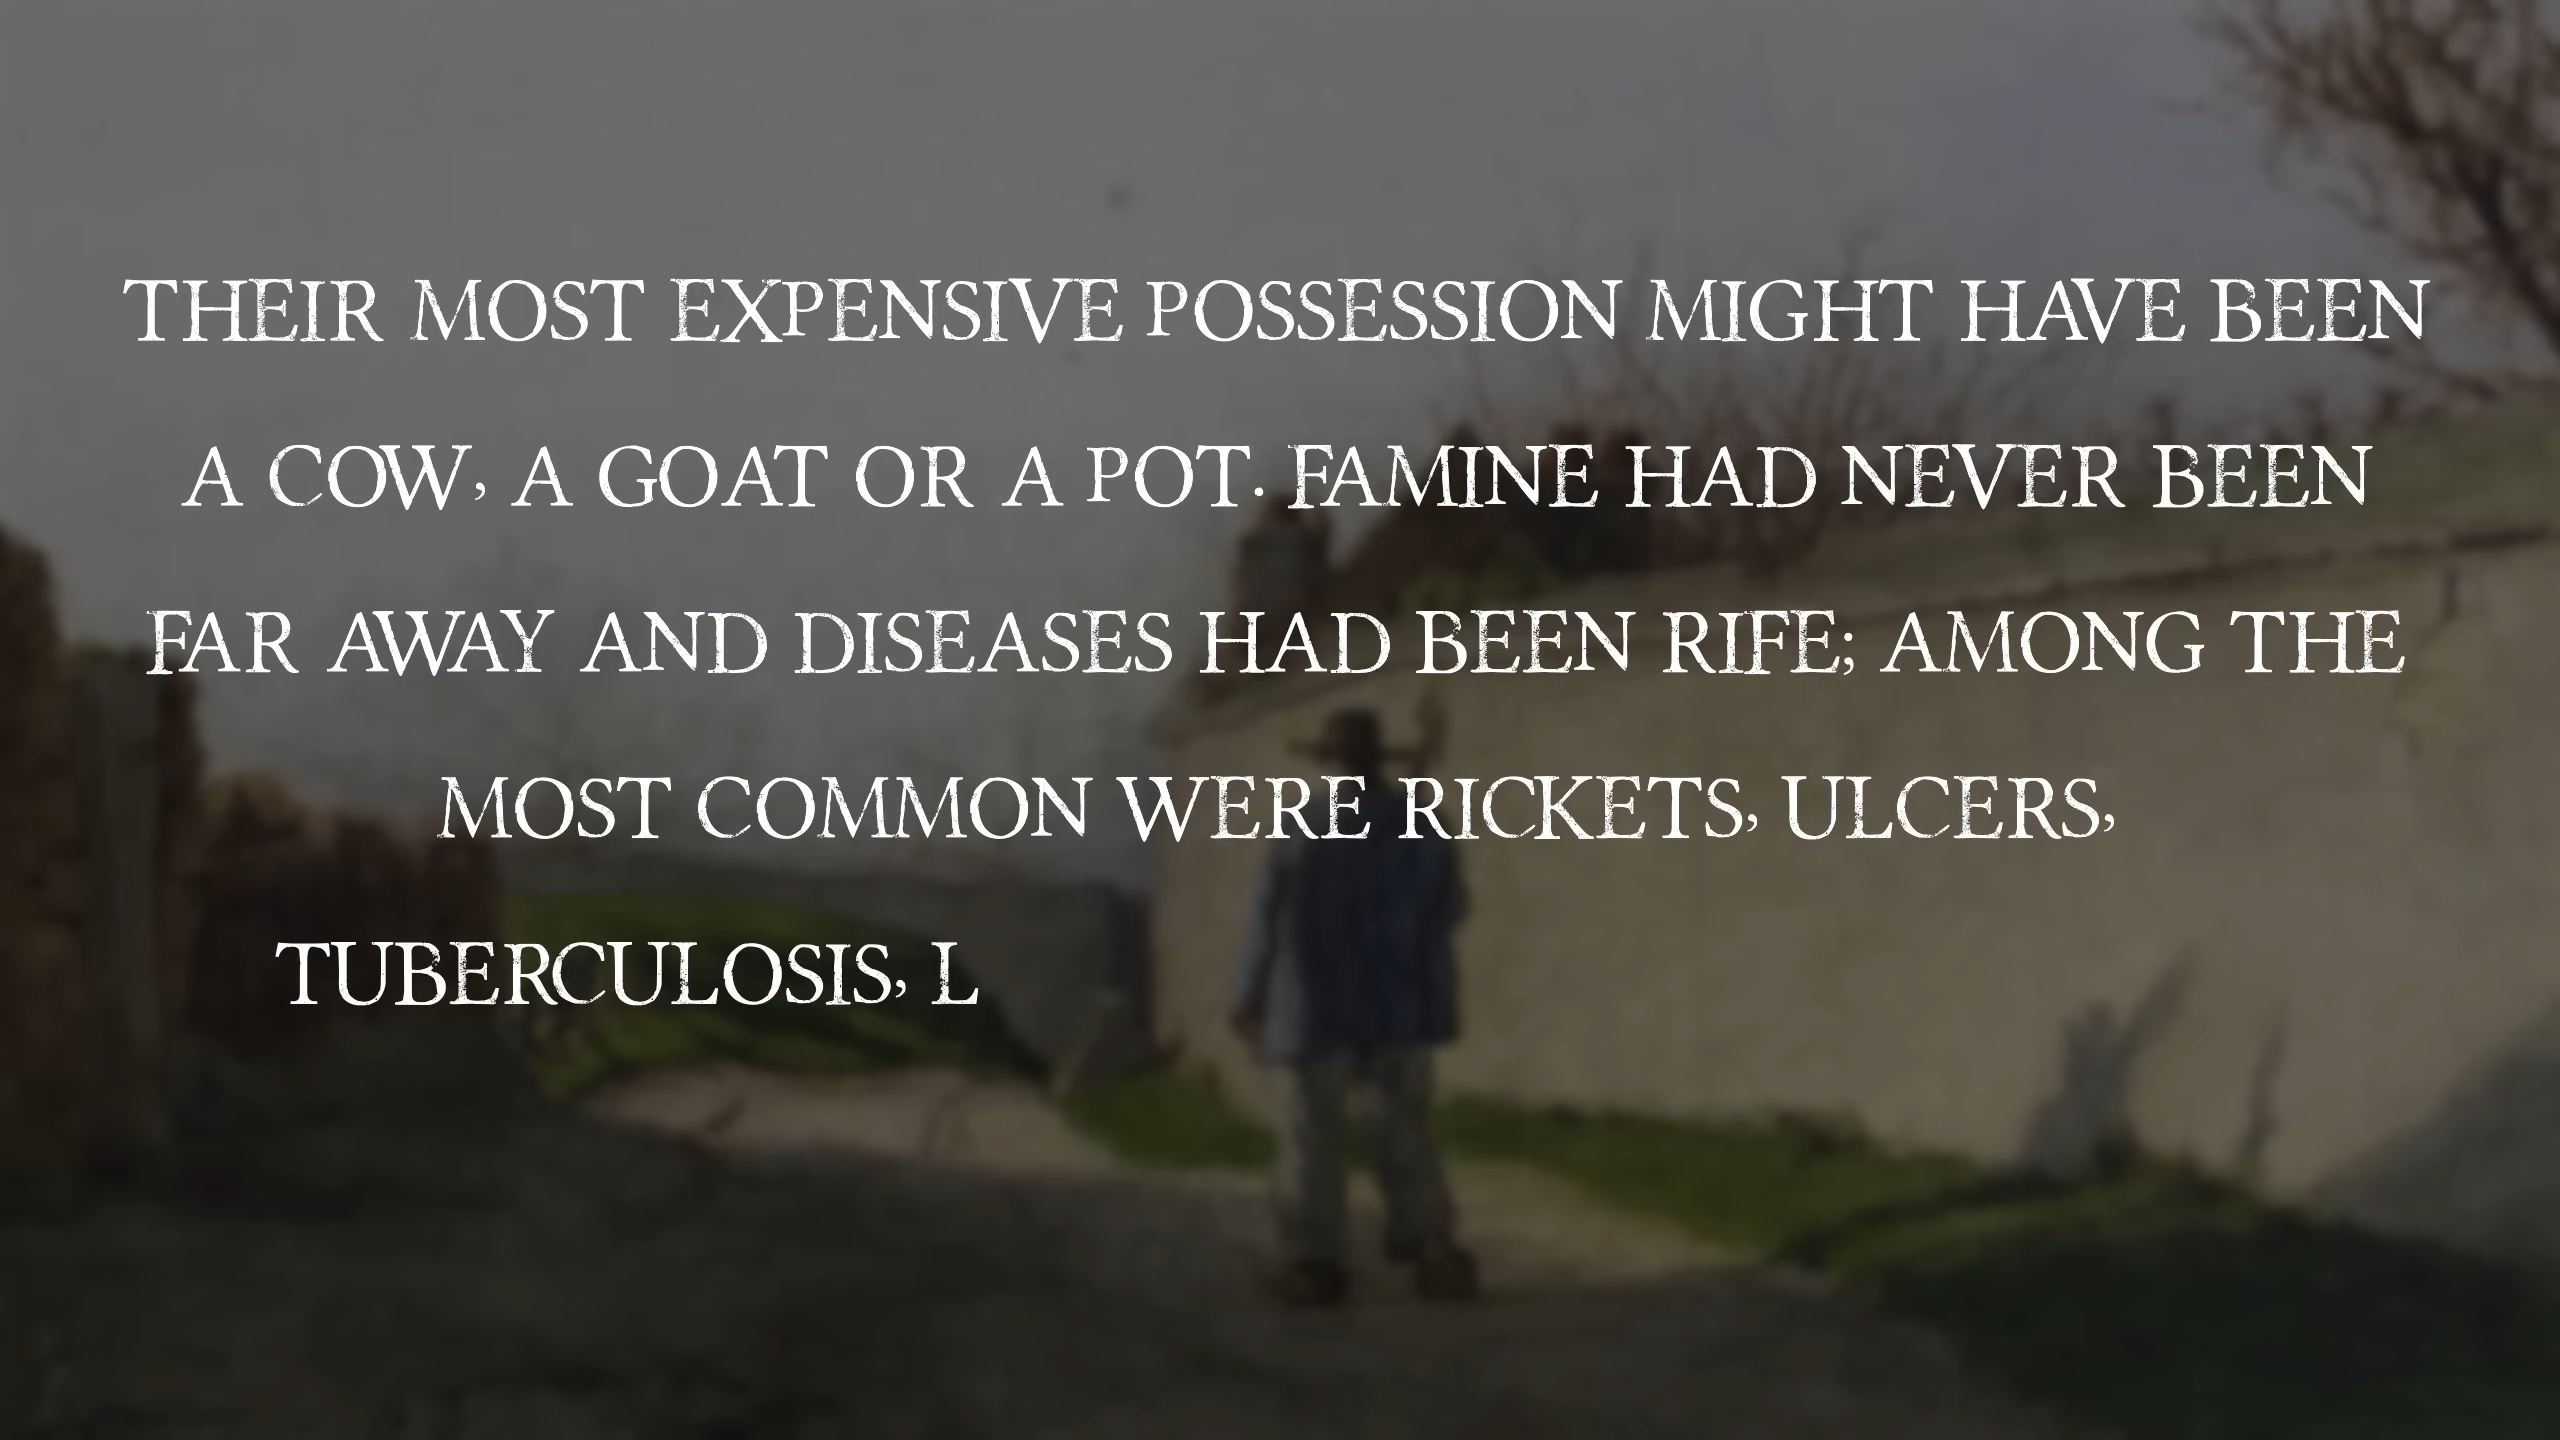 THEIR MOST EXPENSIVE POSSESSION MIGHT HAVE BEEN
A COW, A GOAT OR A POT. FAMINE HAD NEVER BEEN
FAR AWAY AND DISEASES HAD BEEN RIFE; AMONG THE
MOST COMMON WERE RICKETS, ULCERS,
TUBERCULOSIS, L